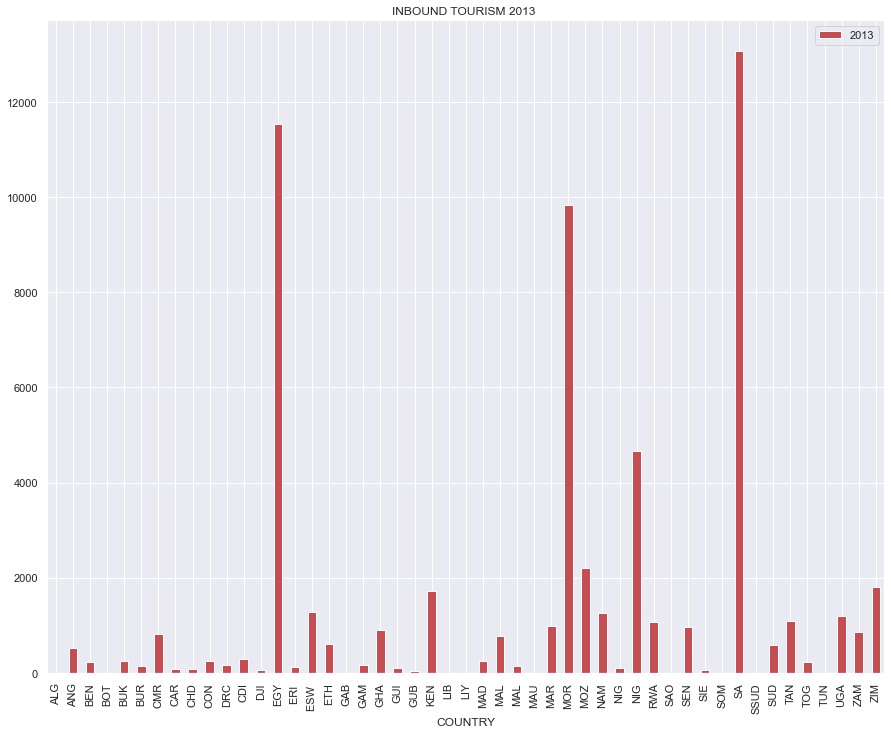 INBOUND TOURISM 2013
2013
12000
10000
8000
6000
4000
2000
0
ALG ANG BEN BOT BUK BUR CMR CAR CHD CON DRC CDI DJI EGY ERI ESW ETH GAB GAM GHA GUI GUB KEN LIB LIY MAD MAL MAL MAU MAR MOR MOZ NAM NIG NIG RWA SAO SEN SIE SOM SA SSUD SUD TAN TOG TUN UGA ZAM ZIM
COUNTRY